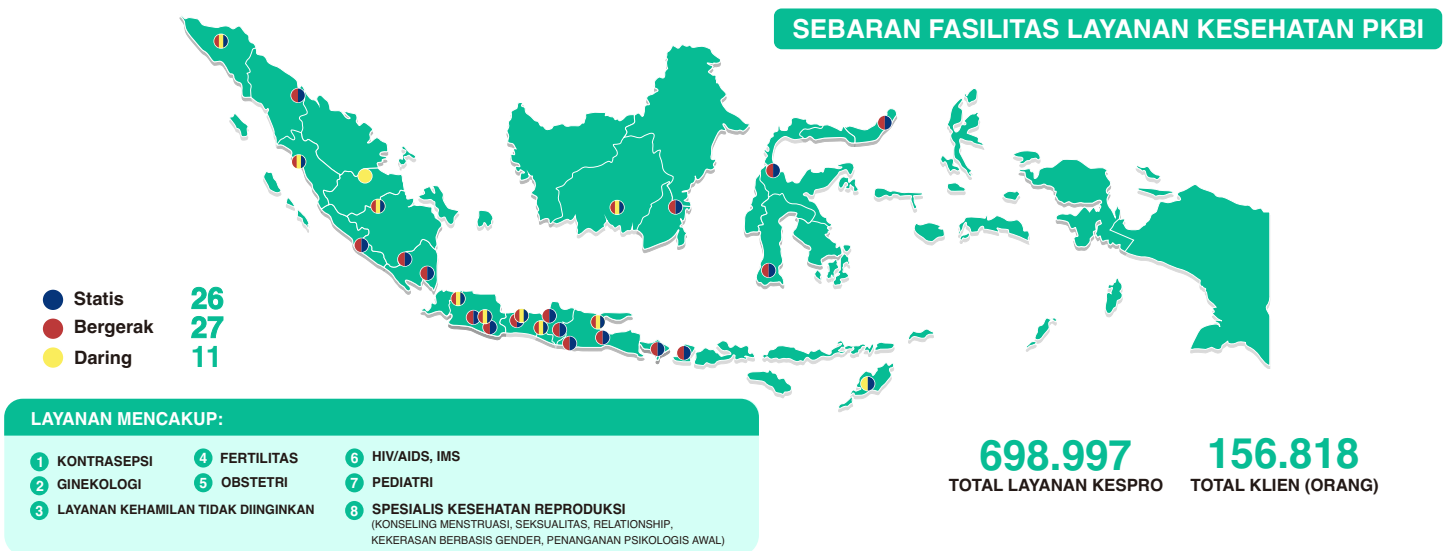 SEBARAN FASILITAS LAYANAN KESEHATAN PKBI
Statis 26
Bergerak 27
Daring 11
LAYANAN MENCAKUP:
1 KONTRASEPSI
2 GINEKOLOGI
3 LAYANAN KEHAMILAN TIDAK DIINGINKAN
4 FERTILITAS
5 OBSTETRI
6 HIV/AIDS, IMS
7 PEDIATRI
8 SPESIALIS KESEHATAN REPRODUKSI
(KONSELING MENSTRUASI, SEKSUALITAS, RELATIONSHIP,
KEKERASAN BERBASIS GENDER, PENANGANAN PSIKOLOGIS AWAL)
698.997
TOTAL LAYANAN KESPRO
156.818
TOTAL KLIEN (ORANG)